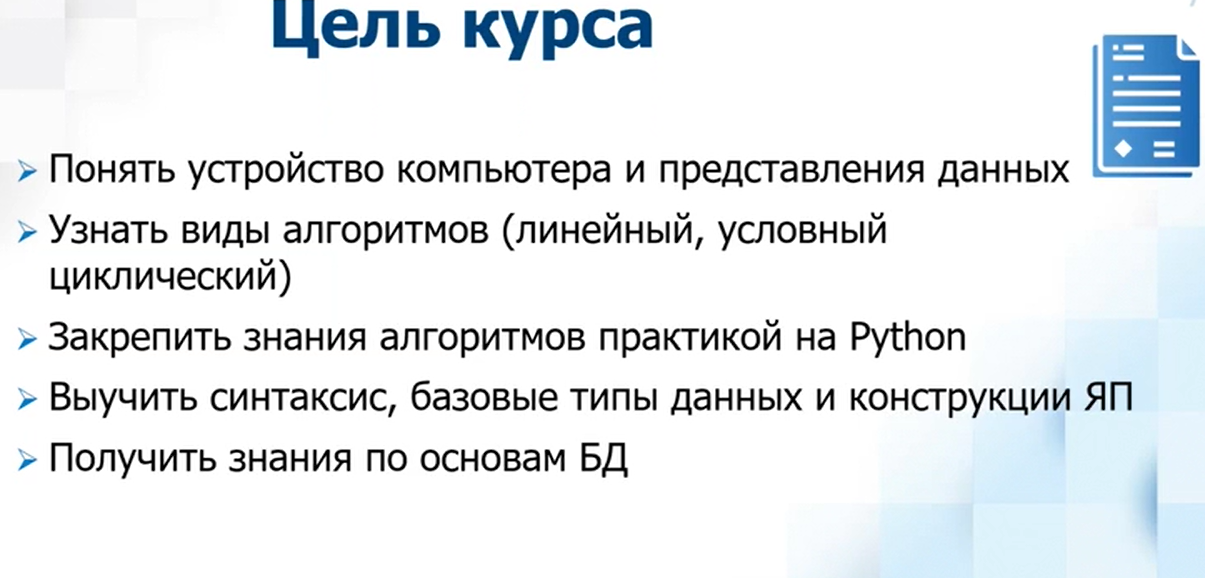 Цель курса
Понять устройство компьютера и представления данных
Узнать виды алгоритмов (линейный, условный
циклический)
Закрепить знания алгоритмов практикой на Python
Выучить синтаксис, базовые типы данных и конструкции ЯП
Получить знания по основам БД